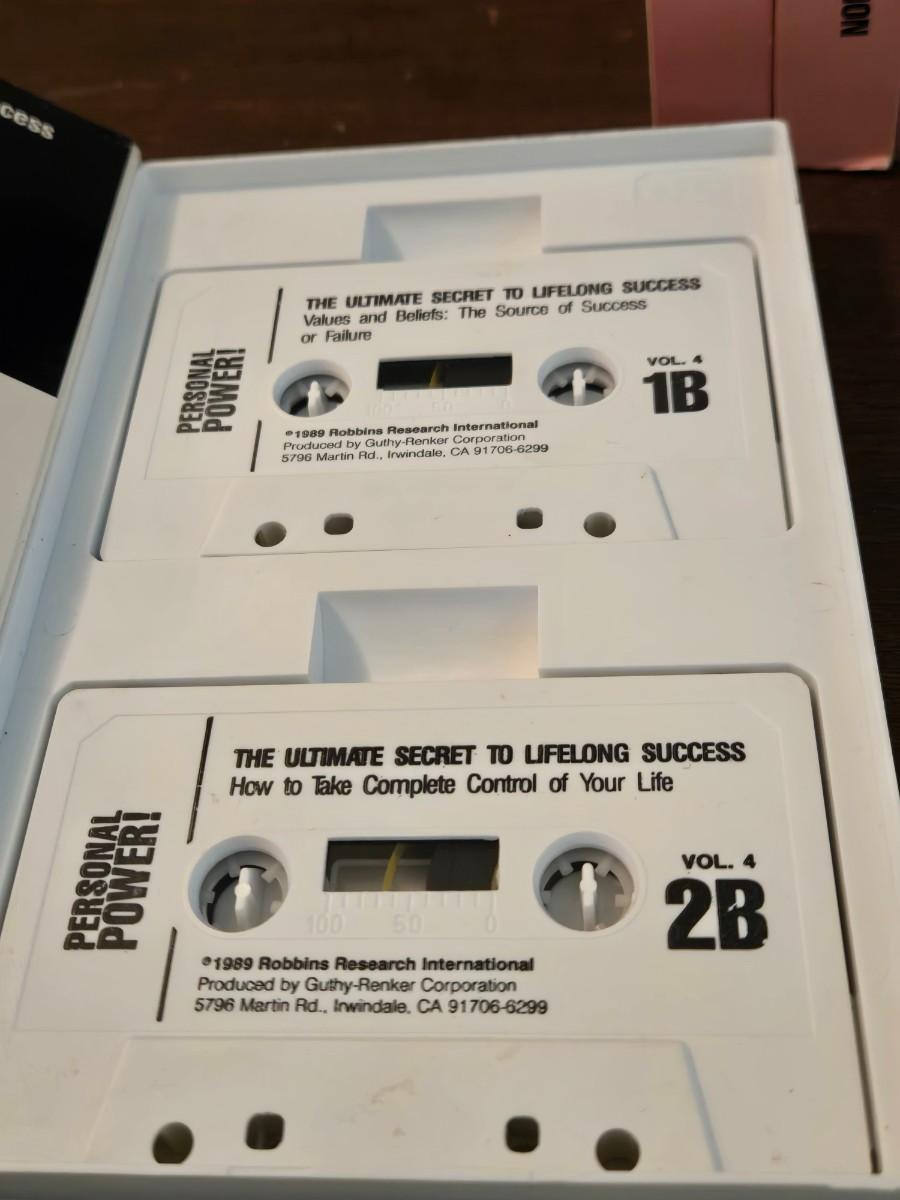 cess
THE ULTIMATE SECRET TO LIFELONG SUCCESS
Values and Beliefs: The Source of Success
or Failure
PERSONAL
POWER!
VOL. 4
1B
100 50 0
©1989 Robbins Research International
Produced by Guthy-Renker Corporation
5796 Martin Rd., Irwindale, CA 91706-6299
THE ULTIMATE SECRET TO LIFELONG SUCCESS
How to Take Complete Control of Your Life
PERSONAL
POWER!
VOL. 4
2B
100 50 0
©1989 Robbins Research International
Produced by Guthy-Renker Corporation
5796 Martin Rd., Irwindale, CA 91706-6299